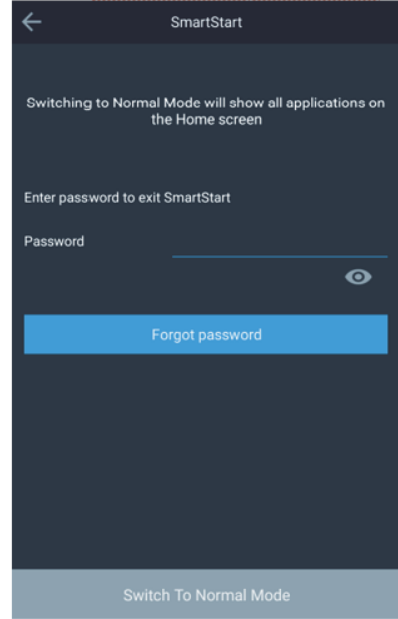 SmartStart
Switching to Normal Mode will show all applications on
the Home screen
Enter password to exit SmartStart
Password
Forgot password
Switch To Normal Mode